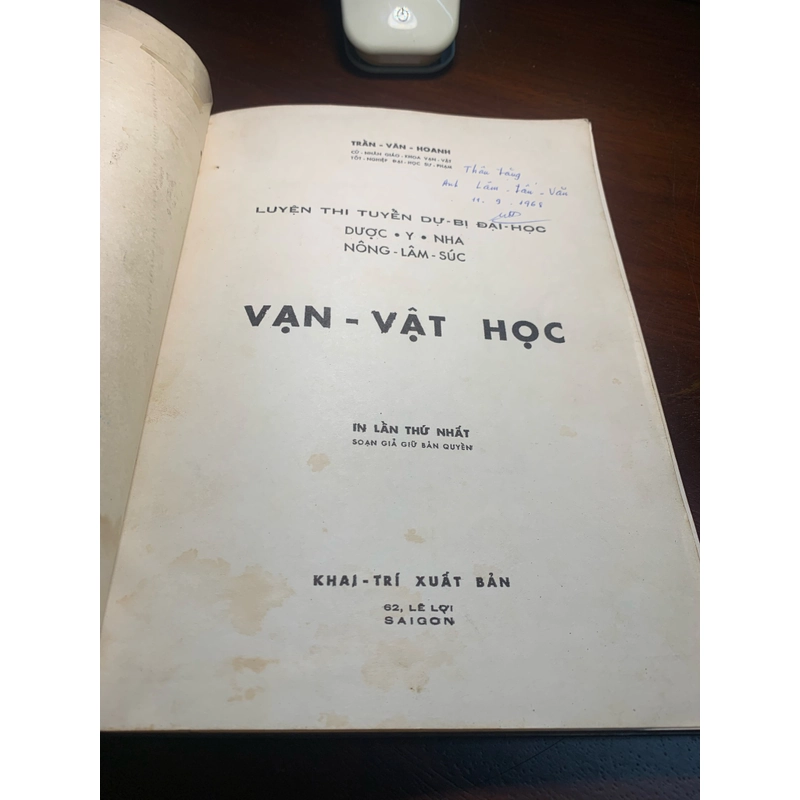 TRẦN - VĂN - HOANH
CỬ - NHÂN GIÁO - KHOA VẠN - VẬT
TỐT - NGHIỆP ĐẠI - HỌC SƯ - PHẠM
Thân tặng
Anh Lâm - Tấn - Văn
11 . 9 . 1968
LUYỆN THI TUYỂN DỰ-BỊ ĐẠI-HỌC
DƯỢC • Y • NHA
NÔNG - LÂM - SÚC
VẠN - VẬT HỌC
IN LẦN THỨ NHẤT
SOẠN GIẢ GIỮ BẢN QUYỀN
KHAI - TRÍ XUẤT BẢN
62, LÊ LỢI
SAIGON